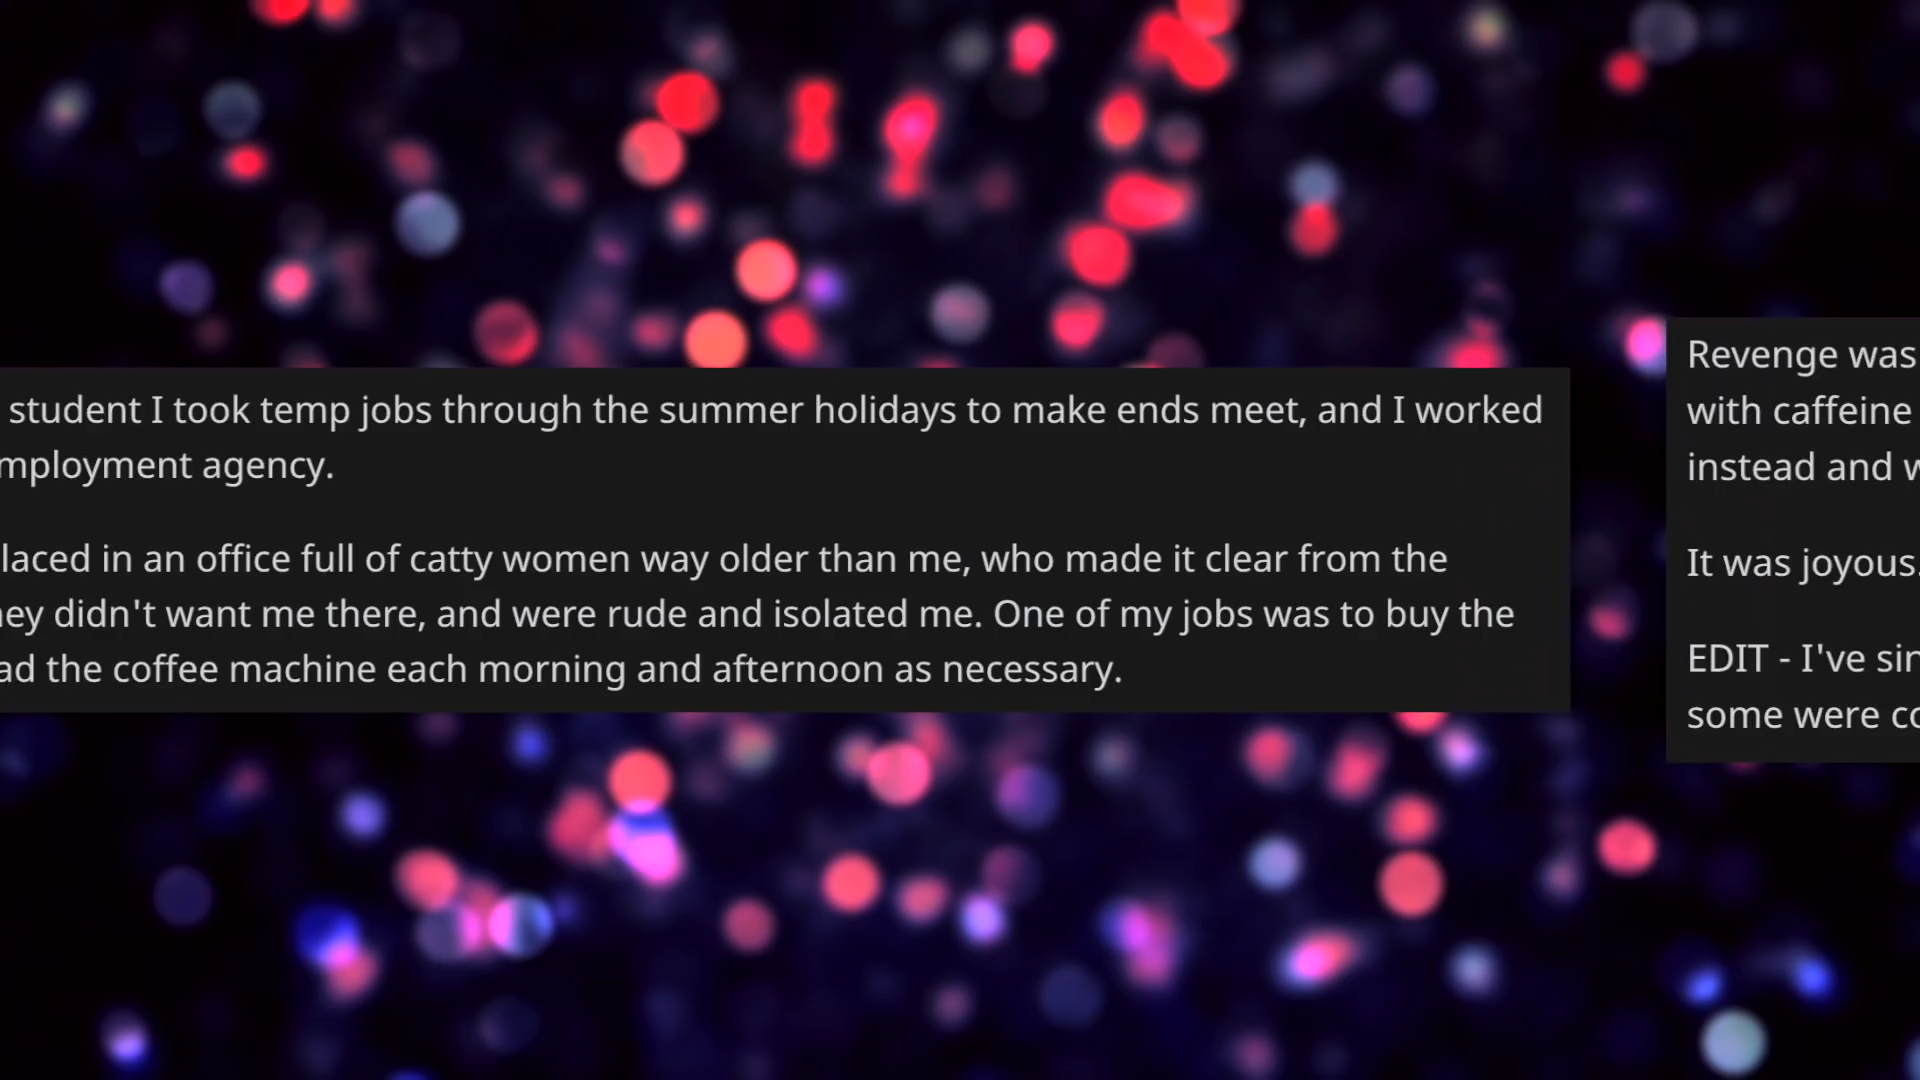 student I took temp jobs through the summer holidays to make ends meet, and I worked
mployment agency.
laced in an office full of catty women way older than me, who made it clear from the
ey didn't want me there, and were rude and isolated me. One of my jobs was to buy the
ad the coffee machine each morning and afternoon as necessary.
Revenge was
with caffeine
instead and w
It was joyous.
EDIT - I've sin
some were co